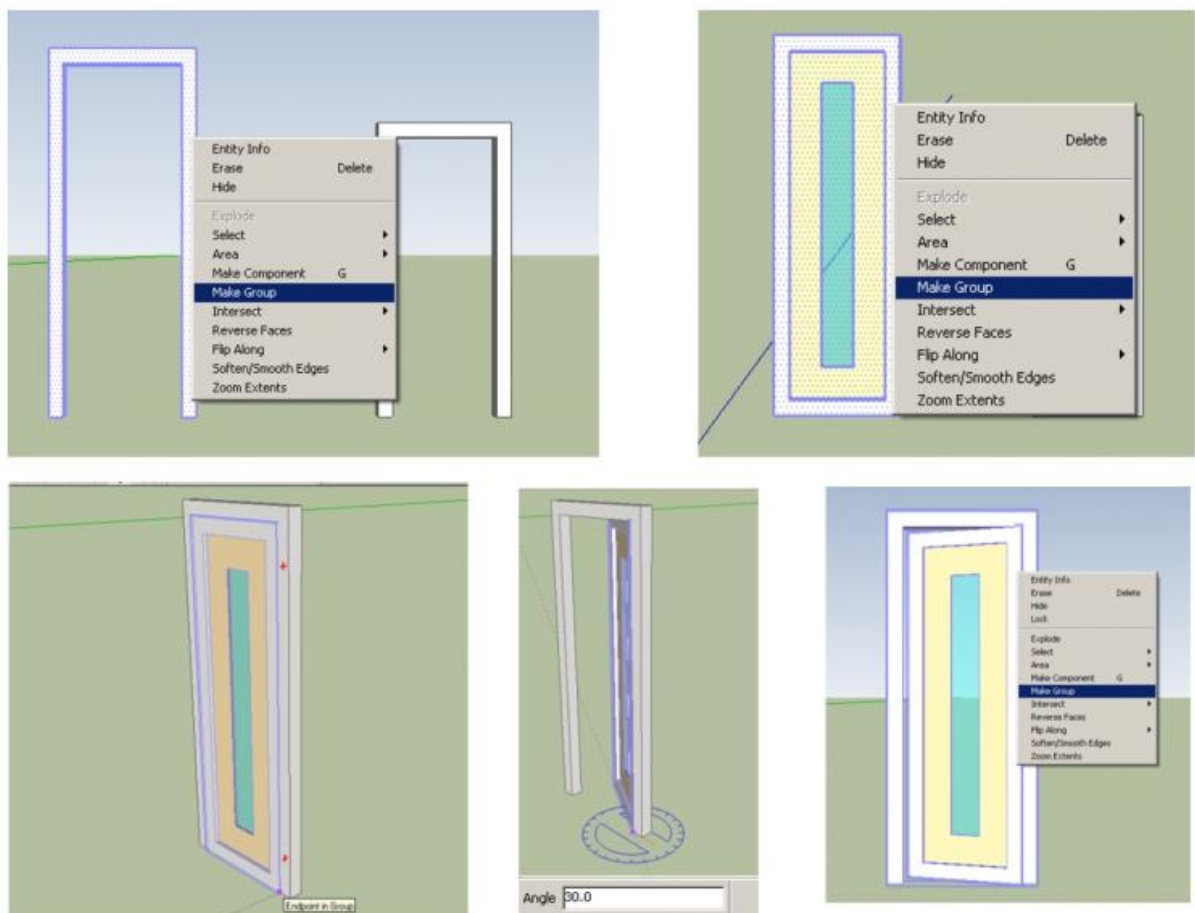 Entity Info
Erase Delete
Hide
Explode
Select
Area
Make Component G
Make Group
Intersect
Reverse Faces
Flip Along
Soften/Smooth Edges
Zoom Extents
Entity Info
Erase Delete
Hide
Explode
Select
Area
Make Component G
Make Group
Intersect
Reverse Faces
Flip Along
Soften/Smooth Edges
Zoom Extents
Endpoint in Group
Angle 30.0
Entity Info
Erase Delete
Hide
Lock
Explode
Select
Area
Make Component G
Make Group
Intersect
Reverse Faces
Flip Along
Soften/Smooth Edges
Zoom Extents